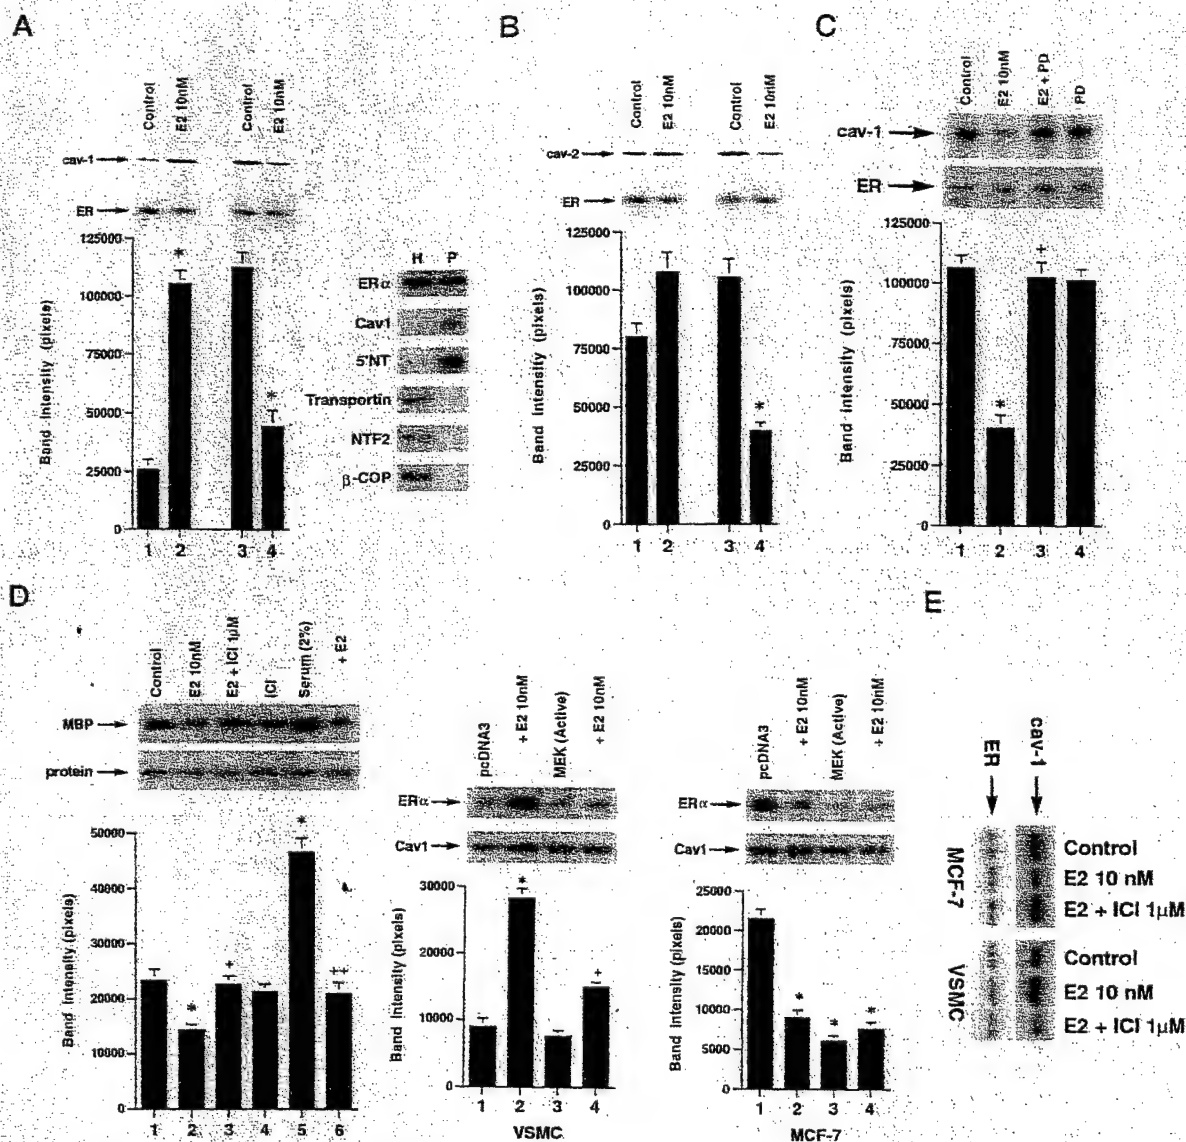 A
Control
E2 10nM
Control
E2 10nM
cav-1
ER
125000
100000
75000
50000
25000
0
Band Intensity (pixels)
*
*
1 2 3 4
H P
ERα
Cav1
5'NT
Transportin
NTF2
β-COP
B
Control
E2 10nM
Control
E2 10nM
cav-2
ER
125000
100000
75000
50000
25000
0
Band Intensity (pixels)
*
1 2 3 4
C
Control
E2 10nM
E2 + PD
PD
cav-1
ER
125000
100000
75000
50000
25000
0
Band Intensity (pixels)
*
+
1 2 3 4
D
Control
E2 10nM
E2 + ICI 1μM
ICI
Serum (2%)
+ E2
MBP
protein
50000
40000
30000
20000
10000
0
Band Intensity (pixels)
*
+
*
++
1 2 3 4 5 6
pcDNA3
+ E2 10nM
MEK (Active)
+ E2 10nM
ERα
Cav1
30000
20000
10000
0
Band Intensity (pixels)
*
+
1 2 3 4
VSMC
pcDNA3
+ E2 10nM
MEK (Active)
+ E2 10nM
ERα
Cav1
25000
20000
15000
10000
5000
0
Band Intensity (pixels)
*
*
*
1 2 3 4
MCF-7
E
ER
cav-1
MCF-7
Control
E2 10 nM
E2 + ICI 1μM
VSMC
Control
E2 10 nM
E2 + ICI 1μM